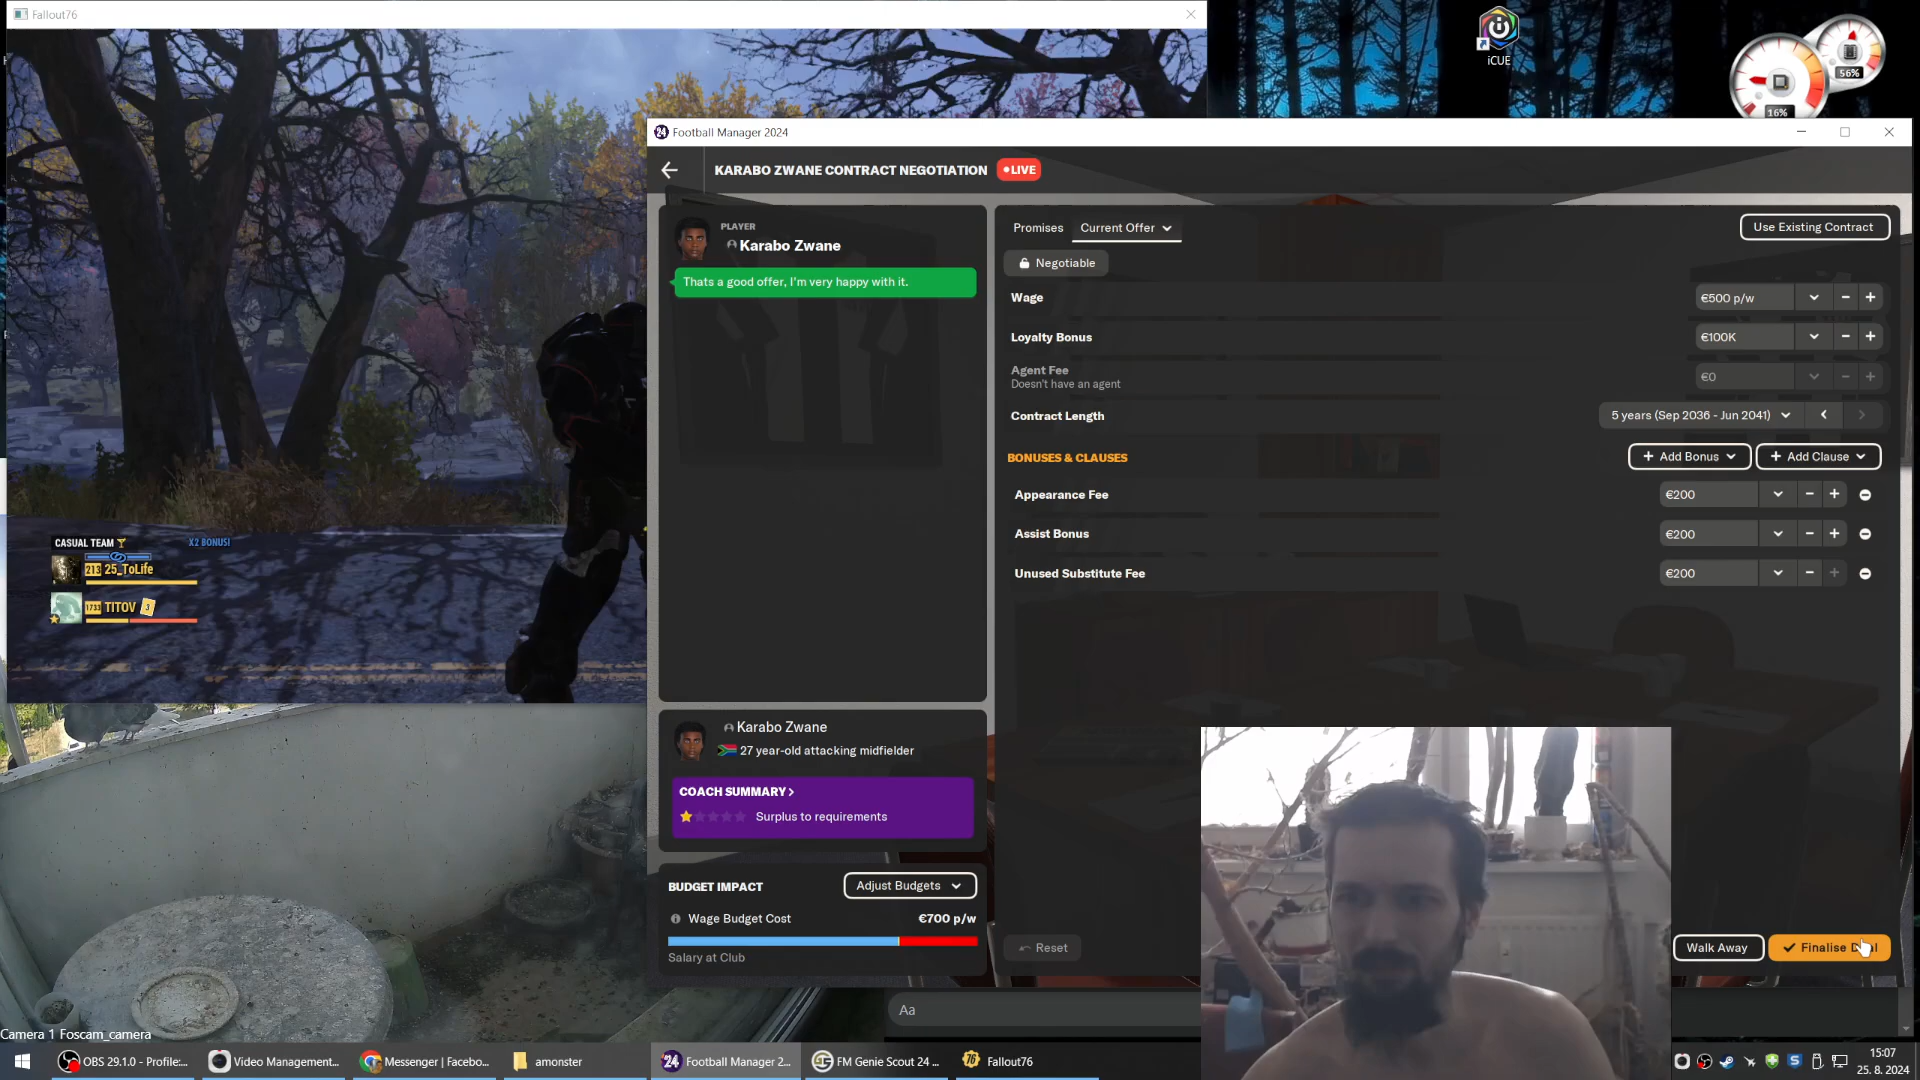 Fallout76
iCUE
56%
16%
Football Manager 2024
KARABO ZWANE CONTRACT NEGOTIATION
LIVE
PLAYER
Karabo Zwane
Thats a good offer, I'm very happy with it.
Promises
Current Offer
Use Existing Contract
Negotiable
Wage
€500 p/w
Loyalty Bonus
€100K
Agent Fee
Doesn't have an agent
€0
Contract Length
5 years (Sep 2036 - Jun 2041)
BONUSES & CLAUSES
Add Bonus
Add Clause
Appearance Fee
€200
Assist Bonus
€200
Unused Substitute Fee
€200
CASUAL TEAM
X2 BONUS!
213 25_ToLife
1733 TITOV 3
Karabo Zwane
27 year-old attacking midfielder
COACH SUMMARY >
Surplus to requirements
BUDGET IMPACT
Adjust Budgets
Wage Budget Cost
€700 p/w
Salary at Club
Reset
Walk Away
Finalise
Aa
Camera 1 Foscam_camera
OBS 29.1.0 - Profile:...
Video Management...
Messenger | Facebo...
amonster
Football Manager 2...
FM Genie Scout 24 ...
Fallout76
15:07
25. 8. 2024